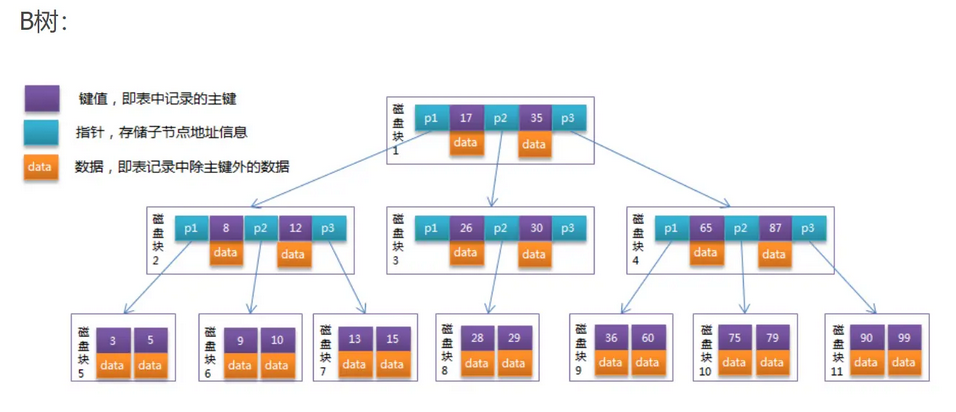 B树：
键值，即表中记录的主键
指针，存储子节点地址信息
data 数据，即表记录中除主键外的数据
磁盘块1 p1 17 p2 35 p3
data data
磁盘块2 p1 8 p2 12 p3
data data
磁盘块3 p1 26 p2 30 p3
data data
磁盘块4 p1 65 p2 87 p3
data data
磁盘块5 3 5
data data
磁盘块6 9 10
data data
磁盘块7 13 15
data data
磁盘块8 28 29
data data
磁盘块9 36 60
data data
磁盘块10 75 79
data data
磁盘块11 90 99
data data